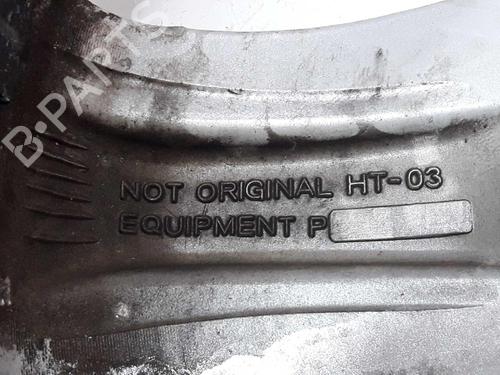 B-PARTS
NOT ORIGINAL HT-03
EQUIPMENT P